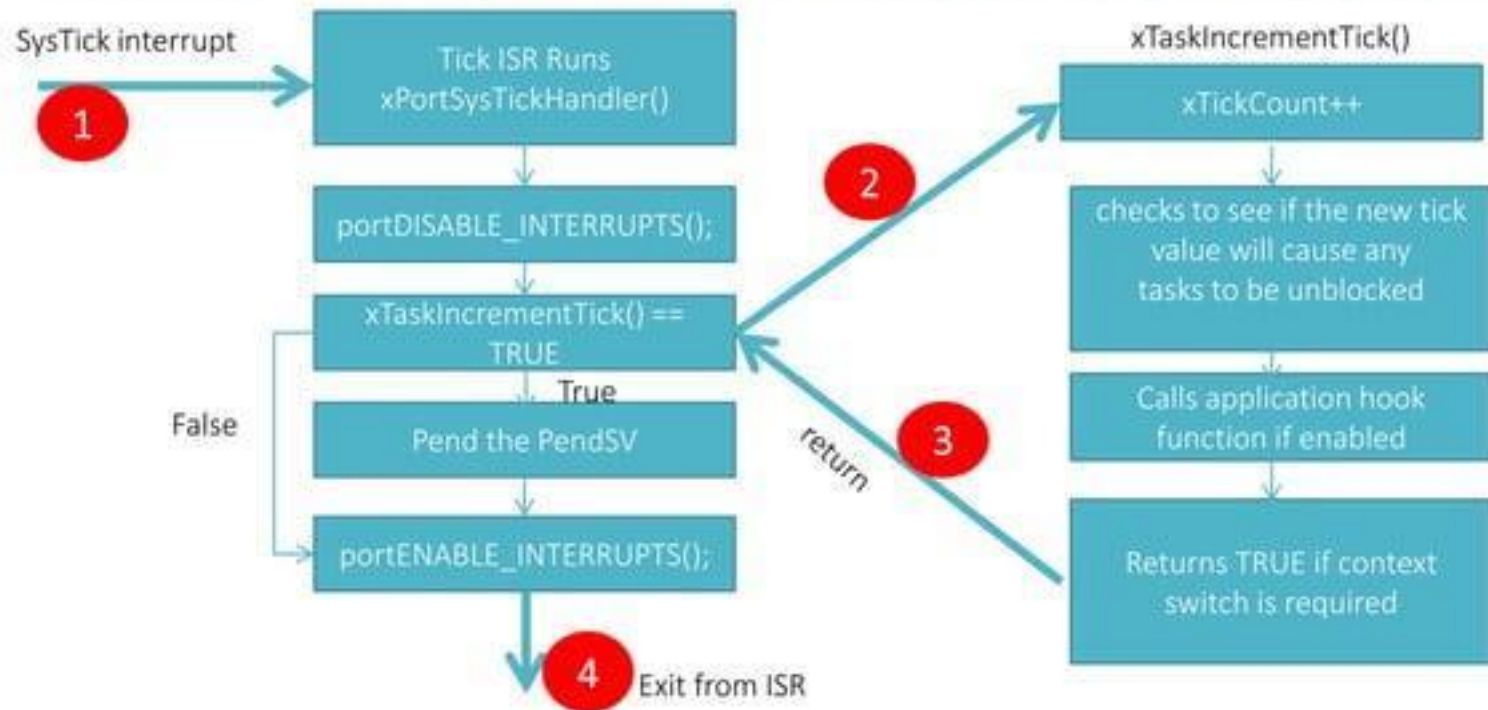 SysTick interrupt
1
Tick ISR Runs
xPortSysTickHandler()
portDISABLE_INTERRUPTS();
xTaskIncrementTick() ==
TRUE
True
False
Pend the PendSV
portENABLE_INTERRUPTS();
4
Exit from ISR
2
return
3
xTaskIncrementTick()
xTickCount++
checks to see if the new tick
value will cause any
tasks to be unblocked
Calls application hook
function if enabled
Returns TRUE if context
switch is required